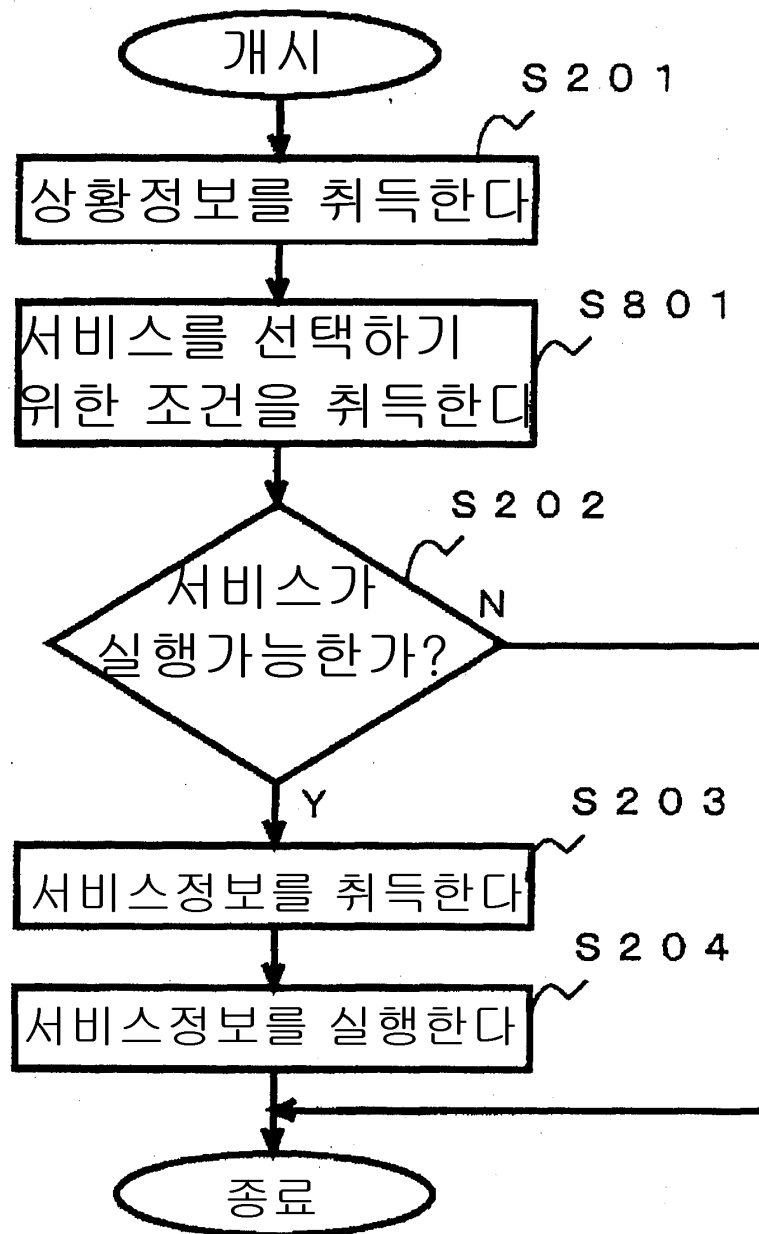 개시
S201
상황정보를 취득한다
S801
서비스를 선택하기
위한 조건을 취득한다
S202
서비스가
실행가능한가?
N
Y
S203
서비스정보를 취득한다
S204
서비스정보를 실행한다
종료